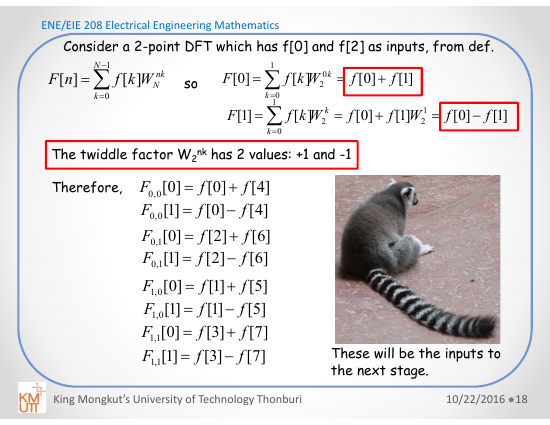 ENE/EIE 208 Electrical Engineering Mathematics
Consider a 2-point DFT which has f[0] and f[2] as inputs, from def.
F[n] = ∑_{k=0}^{N−1} f[k]W_N^{nk} so F[0] = ∑_{k=0}^{1} f[k]W_2^{0k} = f[0] + f[1]
F[1] = ∑_{k=0}^{1} f[k]W_2^{k} = f[0] + f[1]W_2^{1} = f[0] − f[1]
The twiddle factor W₂ⁿᵏ has 2 values: +1 and -1
Therefore, F_{0,0}[0] = f[0] + f[4]
F_{0,0}[1] = f[0] − f[4]
F_{0,1}[0] = f[2] + f[6]
F_{0,1}[1] = f[2] − f[6]
F_{1,0}[0] = f[1] + f[5]
F_{1,0}[1] = f[1] − f[5]
F_{1,1}[0] = f[3] + f[7]
F_{1,1}[1] = f[3] − f[7]
These will be the inputs to
the next stage.
KM
UTT
King Mongkut's University of Technology Thonburi 10/22/2016 ●18